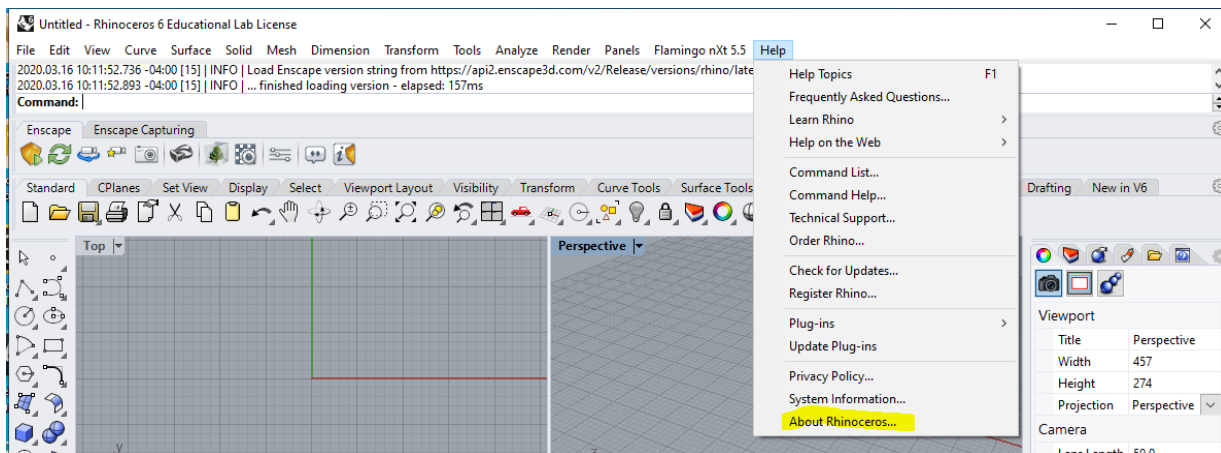 Untitled - Rhinoceros 6 Educational Lab License
File Edit View Curve Surface Solid Mesh Dimension Transform Tools Analyze Render Panels Flamingo nXt 5.5 Help
2020.03.16 10:11:52.736 -04:00 [15] | INFO | Load Enscape version string from https://api2.enscape3d.com/v2/Release/versions/rhino/late
2020.03.16 10:11:52.893 -04:00 [15] | INFO | ... finished loading version - elapsed: 157ms
Command:
Enscape Enscape Capturing
Standard CPlanes Set View Display Select Viewport Layout Visibility Transform Curve Tools Surface Tools Drafting New in V6
Top
Perspective
Help Topics F1
Frequently Asked Questions...
Learn Rhino
Help on the Web
Command List...
Command Help...
Technical Support...
Order Rhino...
Check for Updates...
Register Rhino...
Plug-ins
Update Plug-ins
Privacy Policy...
System Information...
About Rhinoceros...
Viewport
Title Perspective
Width 457
Height 274
Projection Perspective
Camera
Lens Length 50.0
y